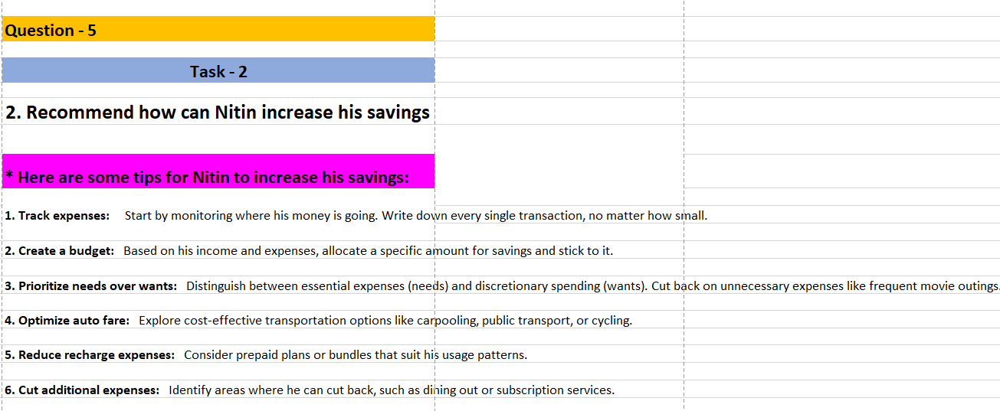 Question - 5
Task - 2
2. Recommend how can Nitin increase his savings
* Here are some tips for Nitin to increase his savings:
1. Track expenses: Start by monitoring where his money is going. Write down every single transaction, no matter how small.
2. Create a budget: Based on his income and expenses, allocate a specific amount for savings and stick to it.
3. Prioritize needs over wants: Distinguish between essential expenses (needs) and discretionary spending (wants). Cut back on unnecessary expenses like frequent movie outings.
4. Optimize auto fare: Explore cost-effective transportation options like carpooling, public transport, or cycling.
5. Reduce recharge expenses: Consider prepaid plans or bundles that suit his usage patterns.
6. Cut additional expenses: Identify areas where he can cut back, such as dining out or subscription services.